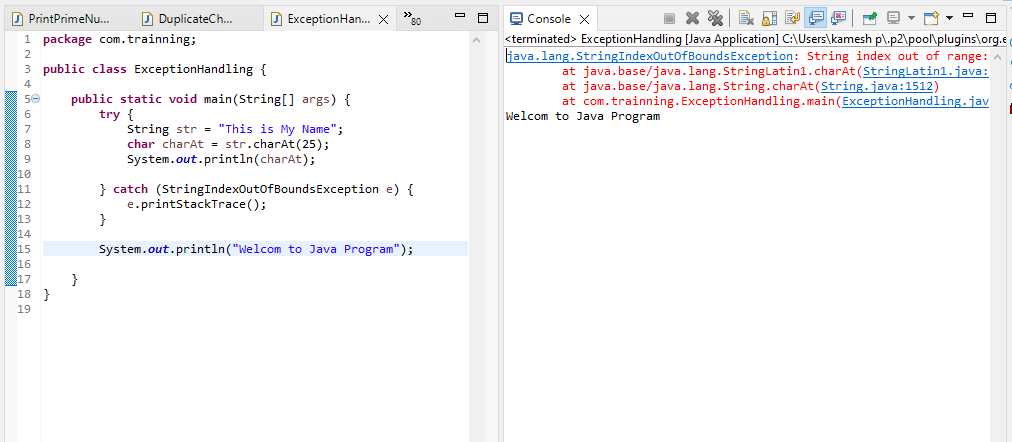 PrintPrimeNu...
DuplicateCh...
ExceptionHan...
80
1 package com.trainning;
2
3 public class ExceptionHandling {
4
5 public static void main(String[] args) {
6 try {
7 String str = "This is My Name";
8 char charAt = str.charAt(25);
9 System.out.println(charAt);
10
11 } catch (StringIndexOutOfBoundsException e) {
12 e.printStackTrace();
13 }
14
15 System.out.println("Welcom to Java Program");
16
17 }
18 }
19
Console
<terminated> ExceptionHandling [Java Application] C:\Users\kamesh p\.p2\pool\plugins\org.e
java.lang.StringIndexOutOfBoundsException: String index out of range:
at java.base/java.lang.StringLatin1.charAt(StringLatin1.java:
at java.base/java.lang.String.charAt(String.java:1512)
at com.trainning.ExceptionHandling.main(ExceptionHandling.jav
Welcom to Java Program